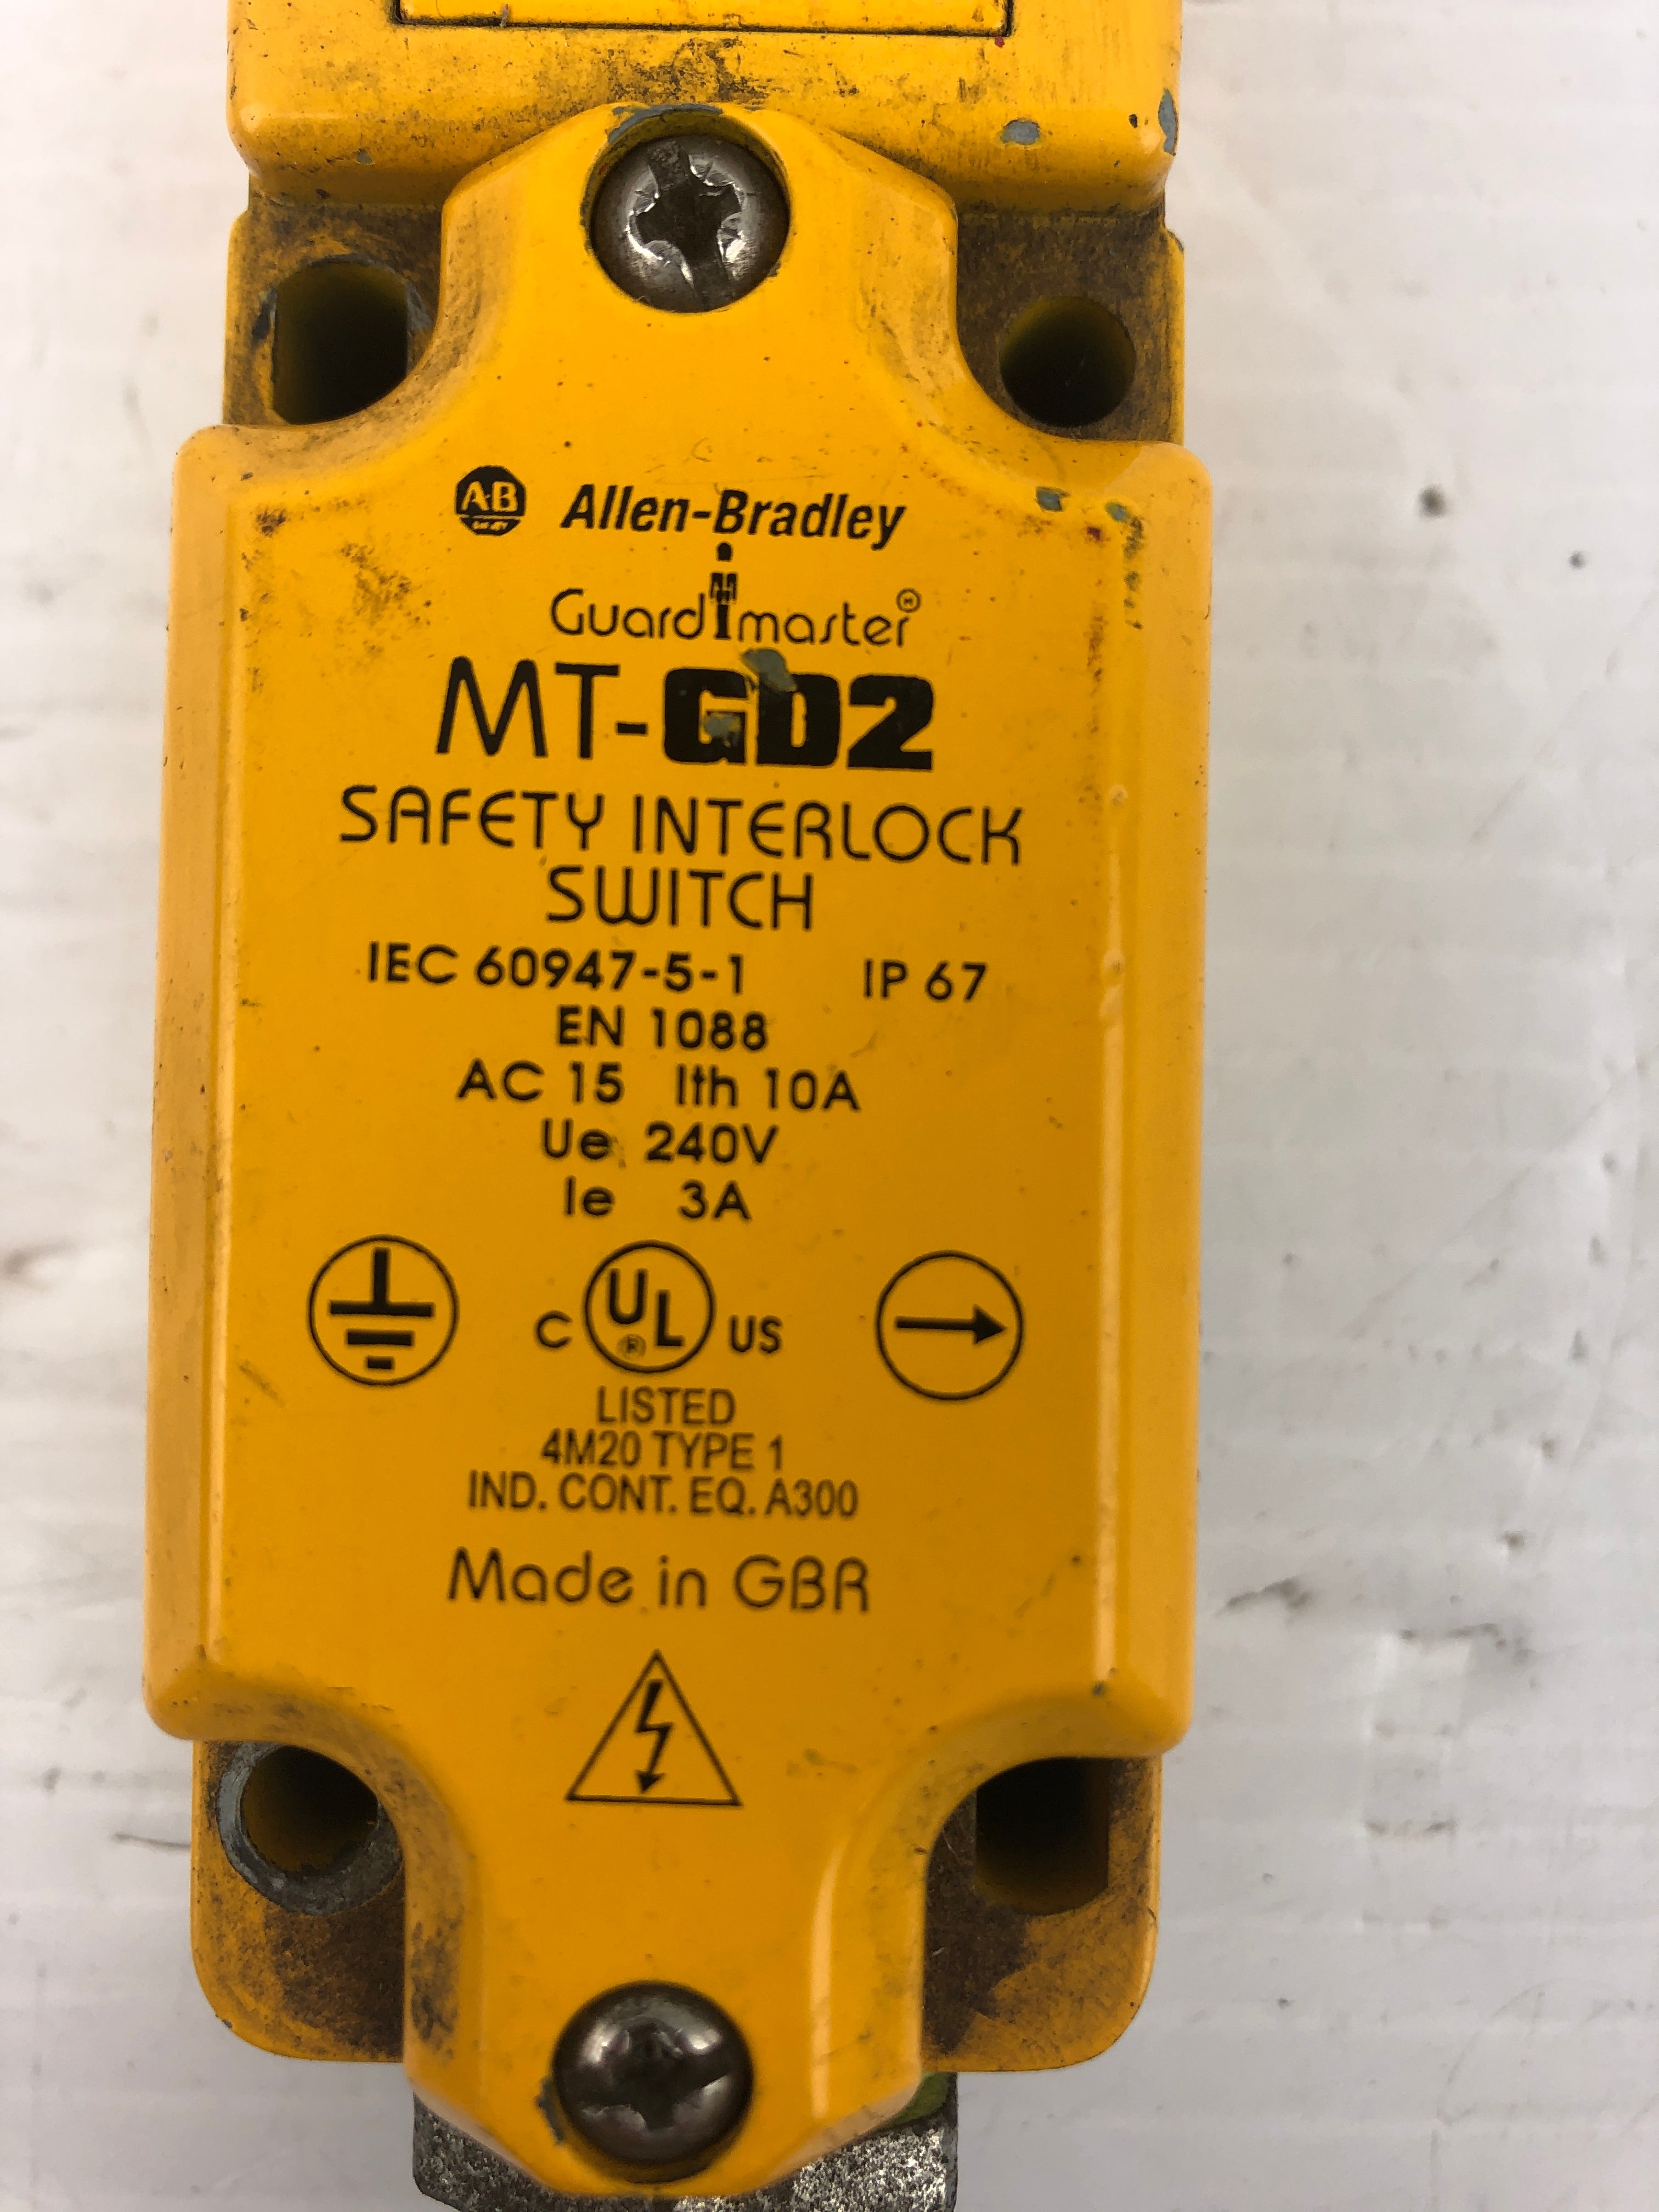 A·B Allen-Bradley
Guardmaster®
MT-GD2
SAFETY INTERLOCK
SWITCH
IEC 60947-5-1 IP 67
EN 1088
AC 15 Ith 10A
Ue 240V
Ie 3A
C UL® US
LISTED
4M20 TYPE 1
IND. CONT. EQ. A300
Made in GBR